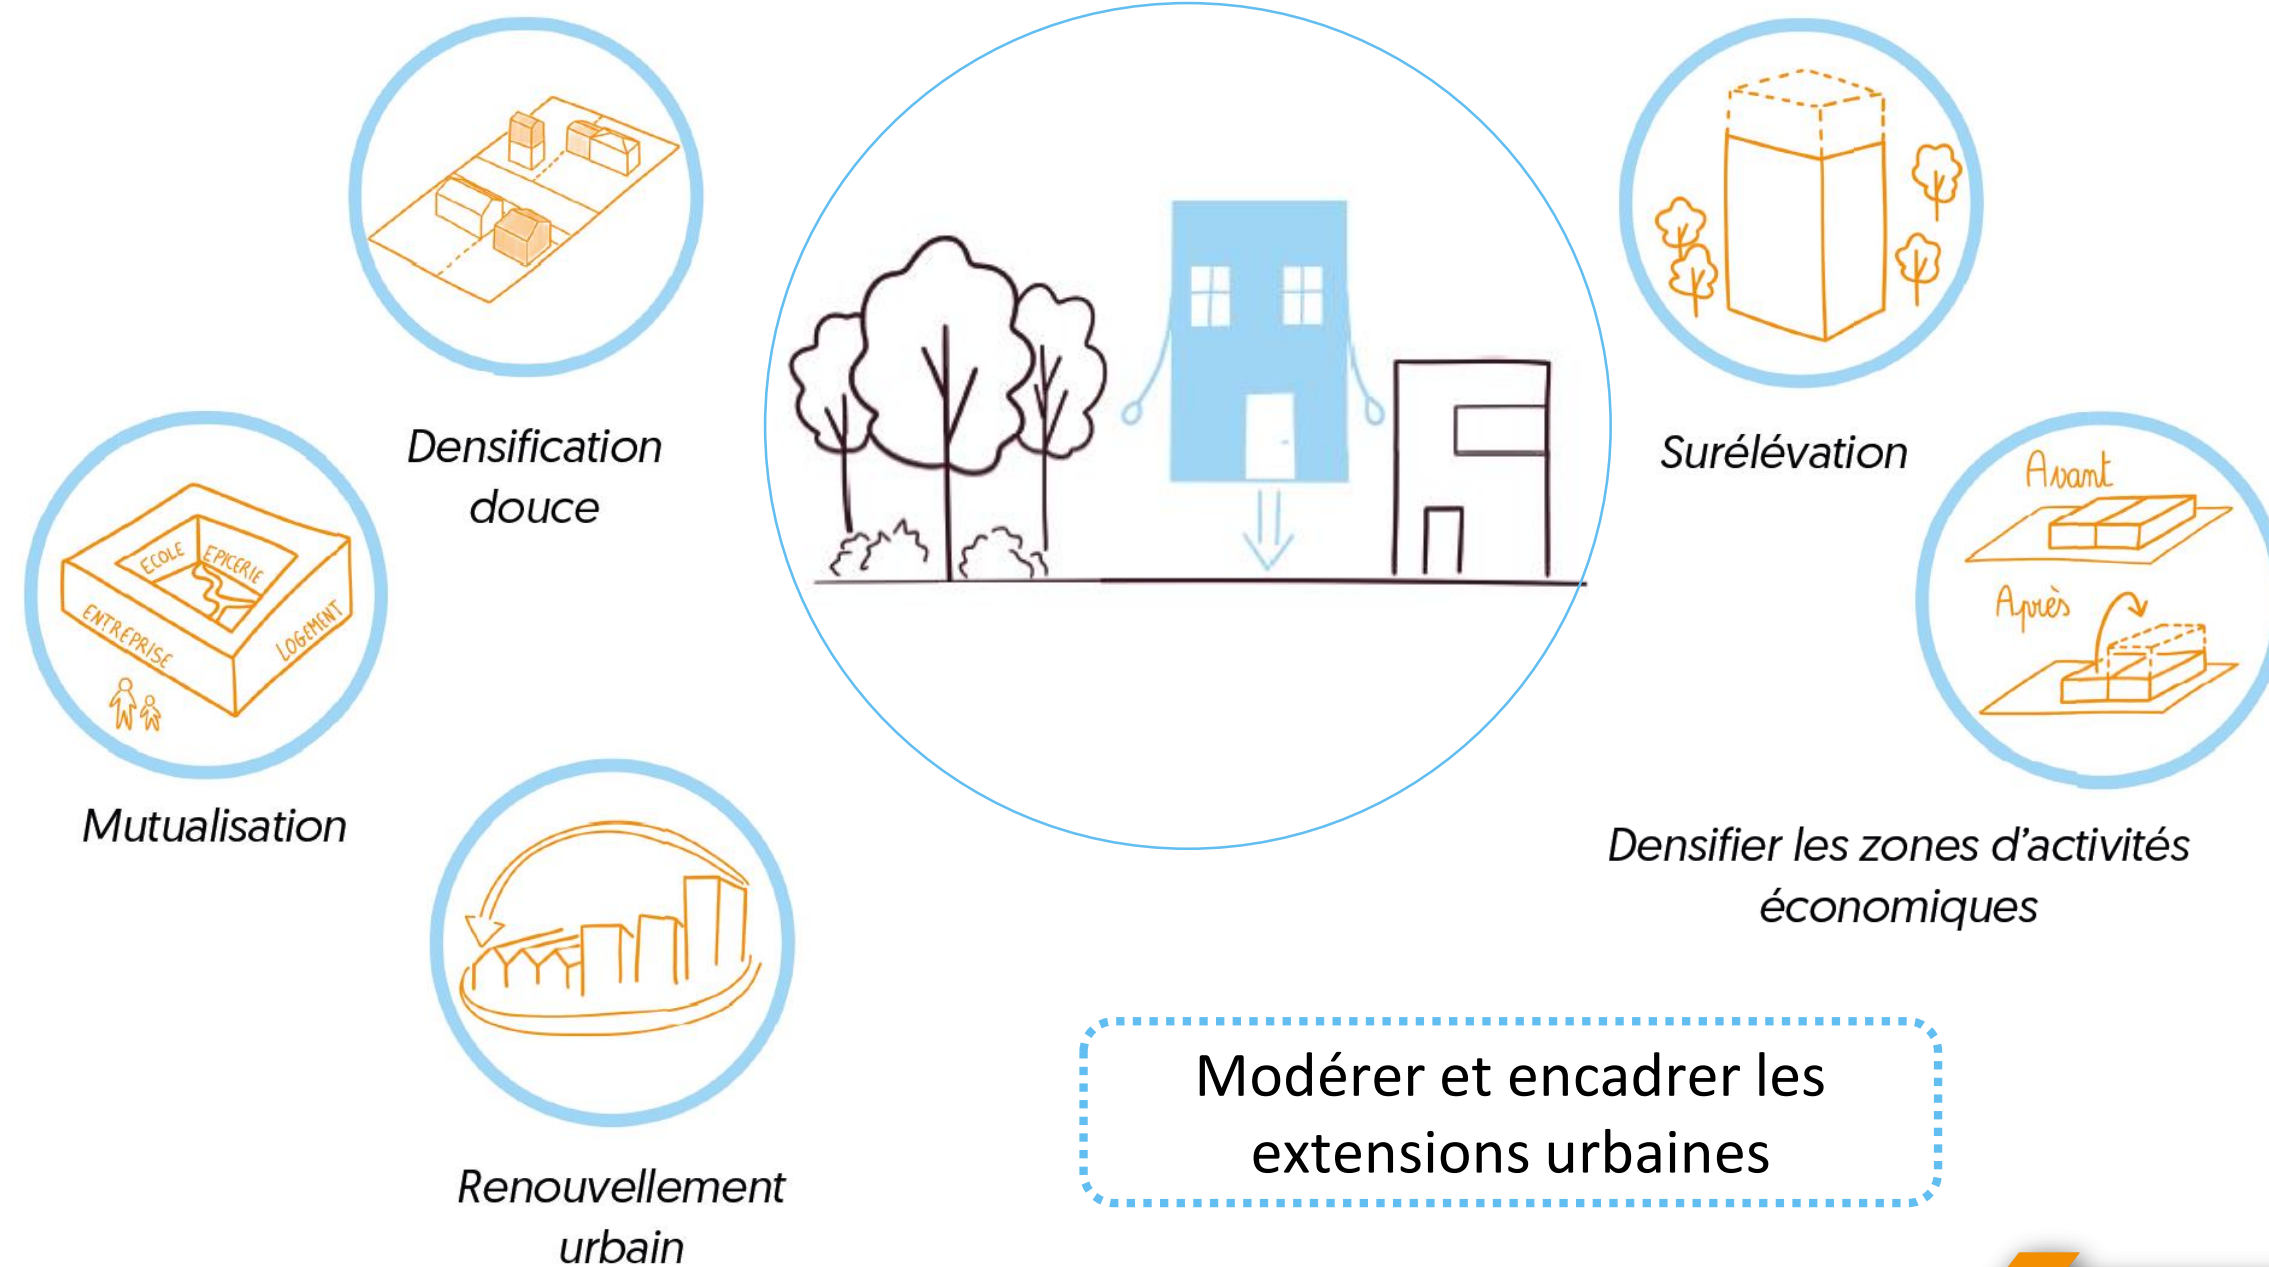 Densification
douce
Surélévation
Avant
Après
ECOLE
EPICERIE
ENTREPRISE
LOGEMENT
Mutualisation
Densifier les zones d'activités
économiques
Modérer et encadrer les
extensions urbaines
Renouvellement
urbain